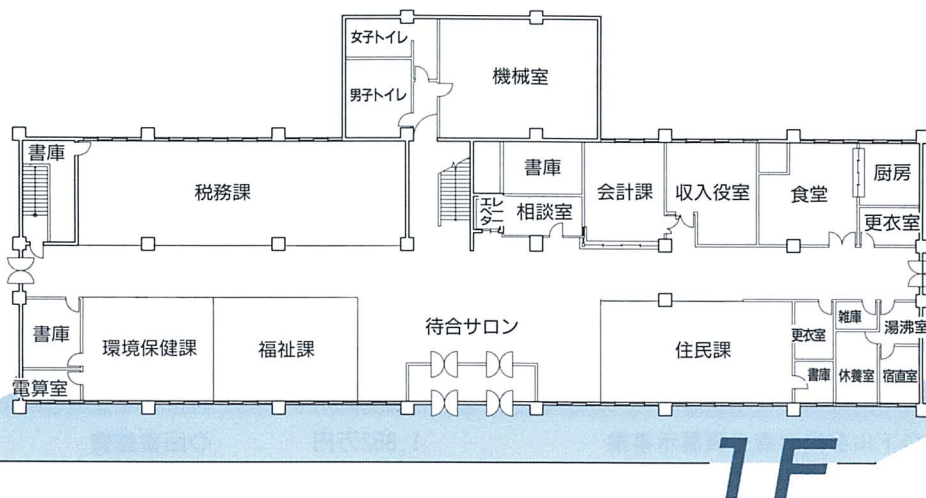 女子トイレ
男子トイレ
機械室
書庫
税務課
書庫
エレベーター
相談室
会計課
収入役室
食堂
厨房
更衣室
書庫
環境保健課
福祉課
待合サロン
住民課
更衣室
雑庫
湯沸室
電算室
書庫
休養室
宿直室
1F